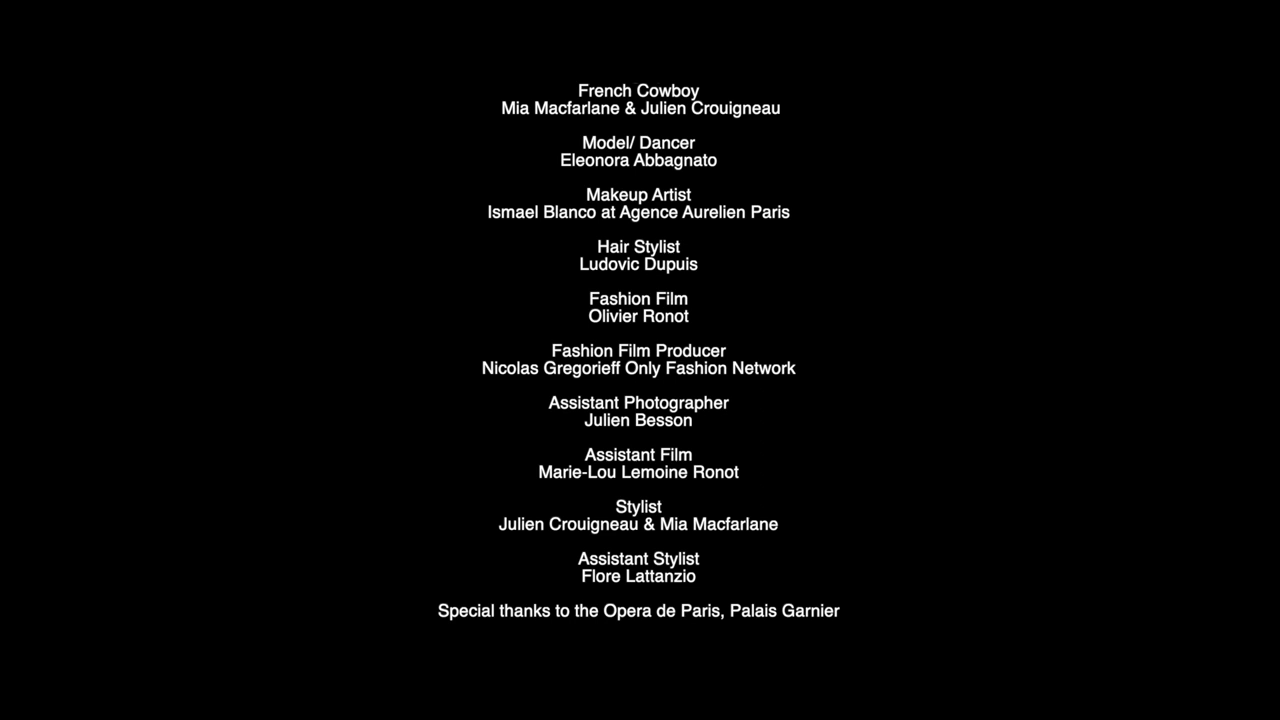 French Cowboy
Mia Macfarlane & Julien Crouigneau
Model/ Dancer
Eleonora Abbagnato
Makeup Artist
Ismael Blanco at Agence Aurelien Paris
Hair Stylist
Ludovic Dupuis
Fashion Film
Olivier Ronot
Fashion Film Producer
Nicolas Gregorieff Only Fashion Network
Assistant Photographer
Julien Besson
Assistant Film
Marie-Lou Lemoine Ronot
Stylist
Julien Crouigneau & Mia Macfarlane
Assistant Stylist
Flore Lattanzio
Special thanks to the Opera de Paris, Palais Garnier